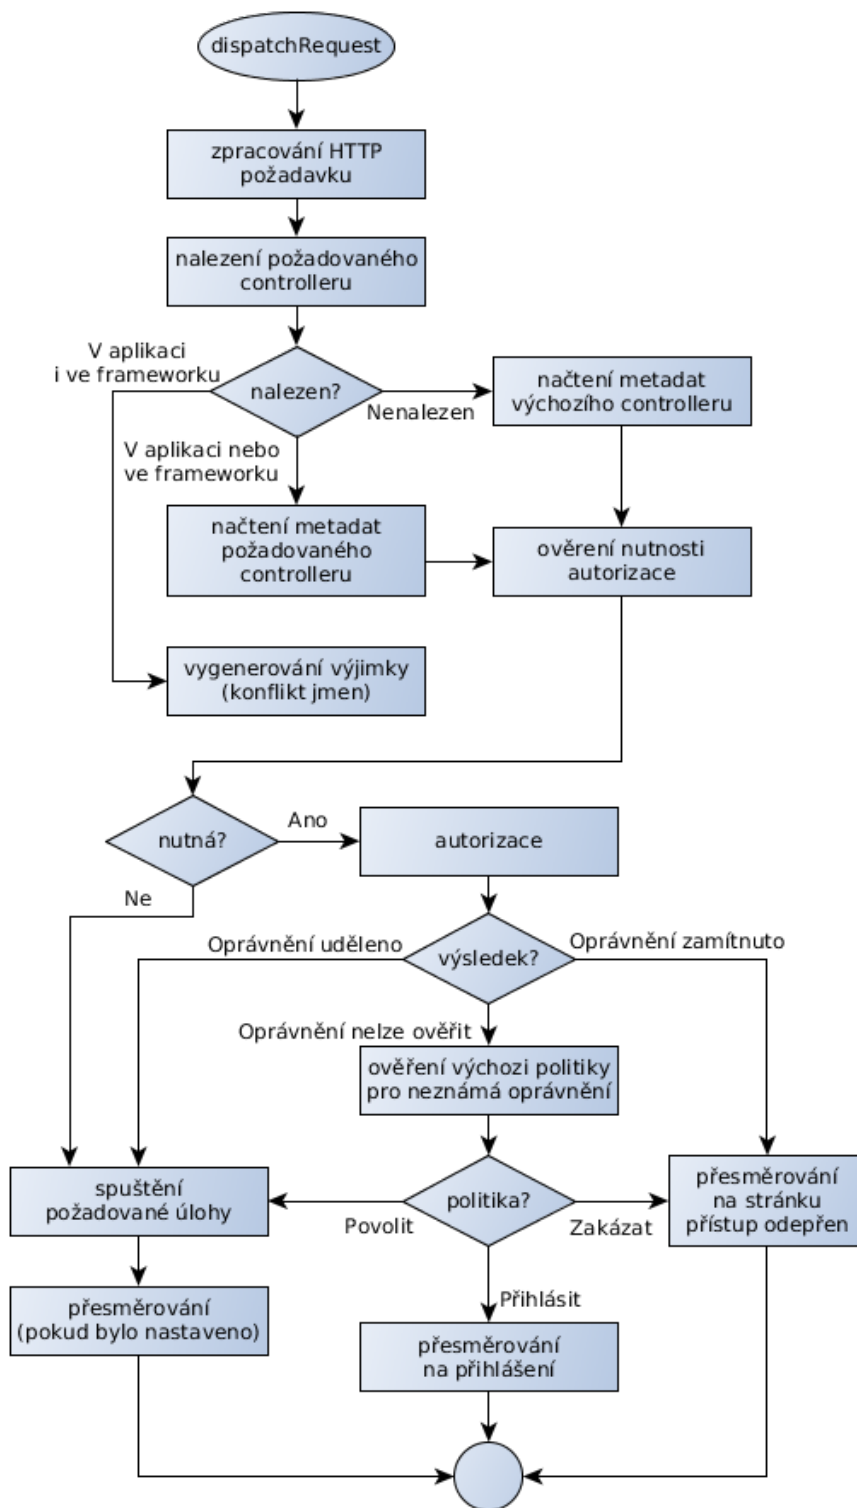 dispatchRequest
zpracování HTTP
požadavku
nalezení požadovaného
controlleru
V aplikaci
i ve frameworku
nalezen?
Nenalezen
načtení metadat
výchozího controlleru
V aplikaci nebo
ve frameworku
načtení metadat
požadovaného
controlleru
ověrení nutnosti
autorizace
vygenerování výjimky
(konflikt jmen)
nutná?
Ano
autorizace
Ne
Oprávnění uděleno
výsledek?
Oprávnění zamítnuto
Oprávnění nelze ověřit
ověření výchozi politiky
pro neznámá oprávnění
spuštění
požadované úlohy
Povolit
politika?
Zakázat
přesměrování
na stránku
přístup odepřen
Přihlásit
přesměrování
(pokud bylo nastaveno)
přesměrování
na přihlášení